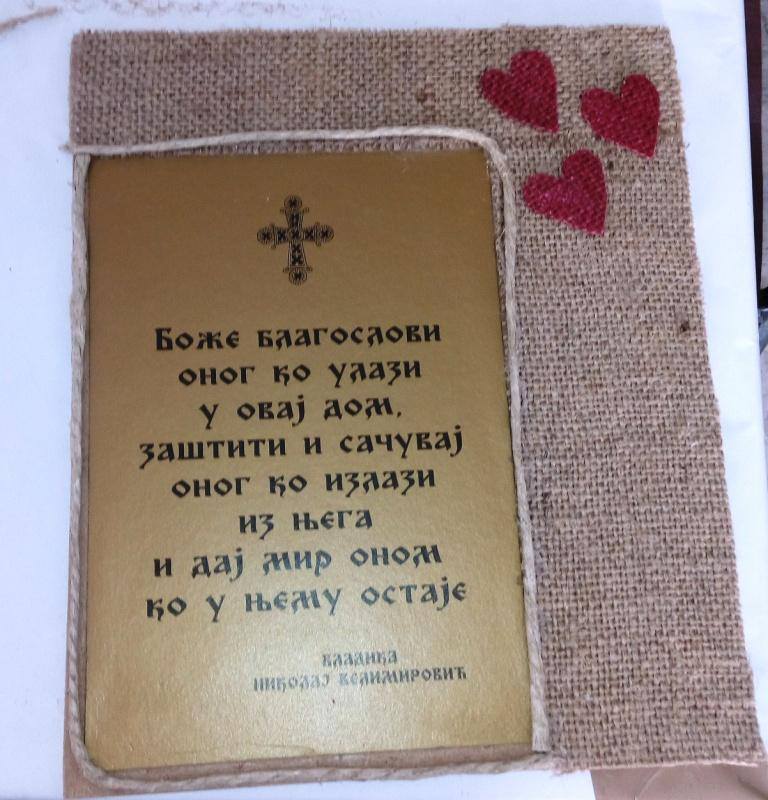 Боже благослови
оног ко улази
у овај дом,
заштити и сачувај
оног ко излази
из њега
и дај мир оном
ко у њему остаје
Владика
Николај Велимировић